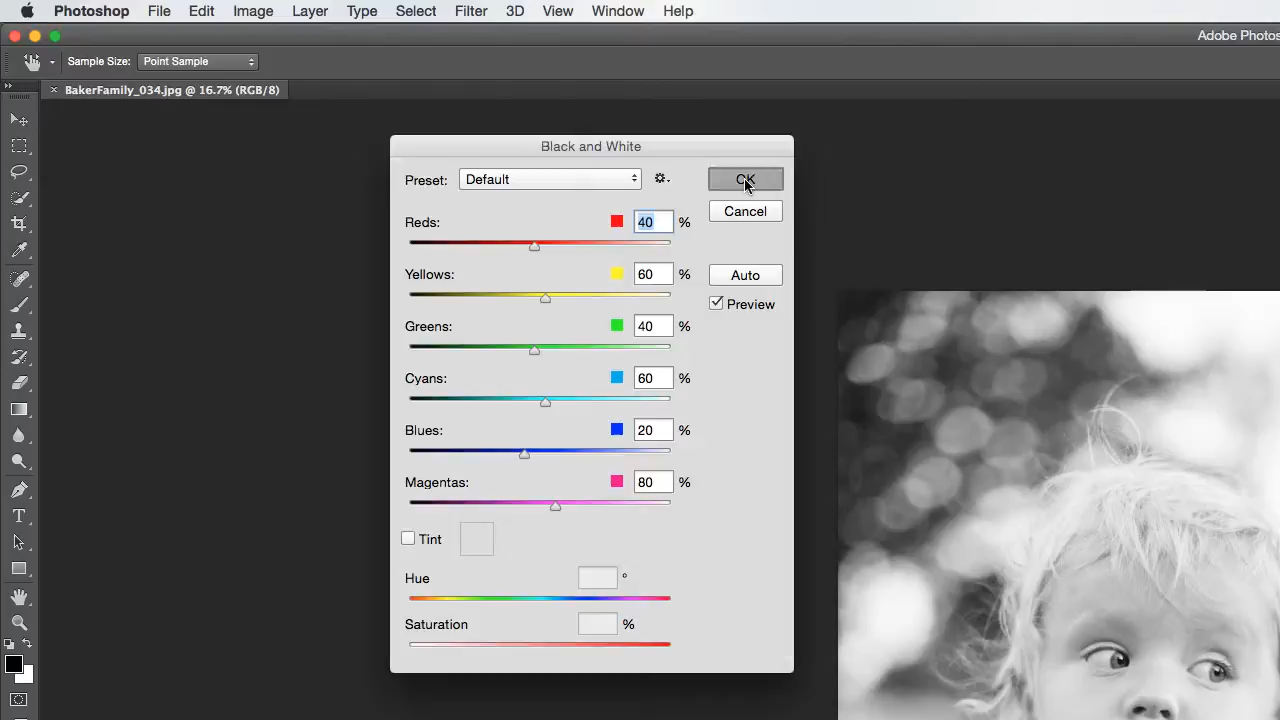 Photoshop File Edit Image Layer Type Select Filter 3D View Window Help
Adobe Photos
Sample Size: Point Sample
BakerFamily_034.jpg @ 16.7% (RGB/8)
Black and White
Preset: Default
OK
Cancel
Auto
Preview
Reds: 40 %
Yellows: 60 %
Greens: 40 %
Cyans: 60 %
Blues: 20 %
Magentas: 80 %
Tint
Hue °
Saturation %
T